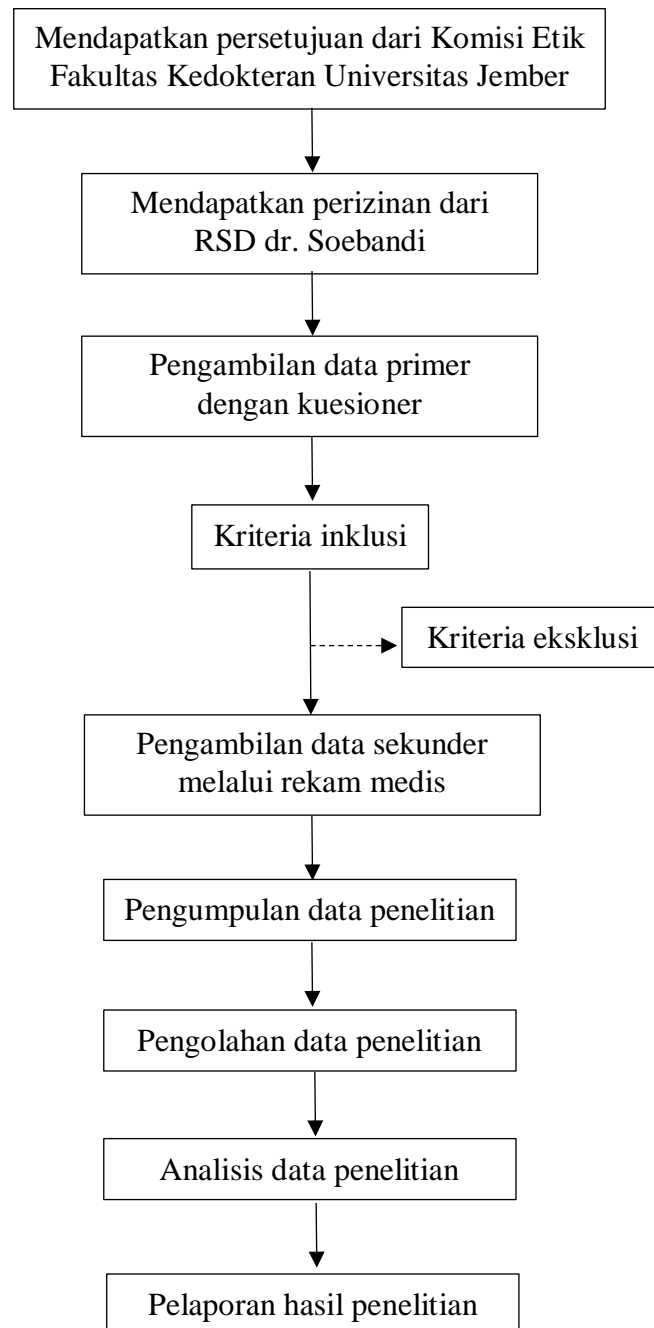 Mendapatkan persetujuan dari Komisi Etik
Fakultas Kedokteran Universitas Jember
Mendapatkan perizinan dari
RSD dr. Soebandi
Pengambilan data primer
dengan kuesioner
Kriteria inklusi
Kriteria eksklusi
Pengambilan data sekunder
melalui rekam medis
Pengumpulan data penelitian
Pengolahan data penelitian
Analisis data penelitian
Pelaporan hasil penelitian